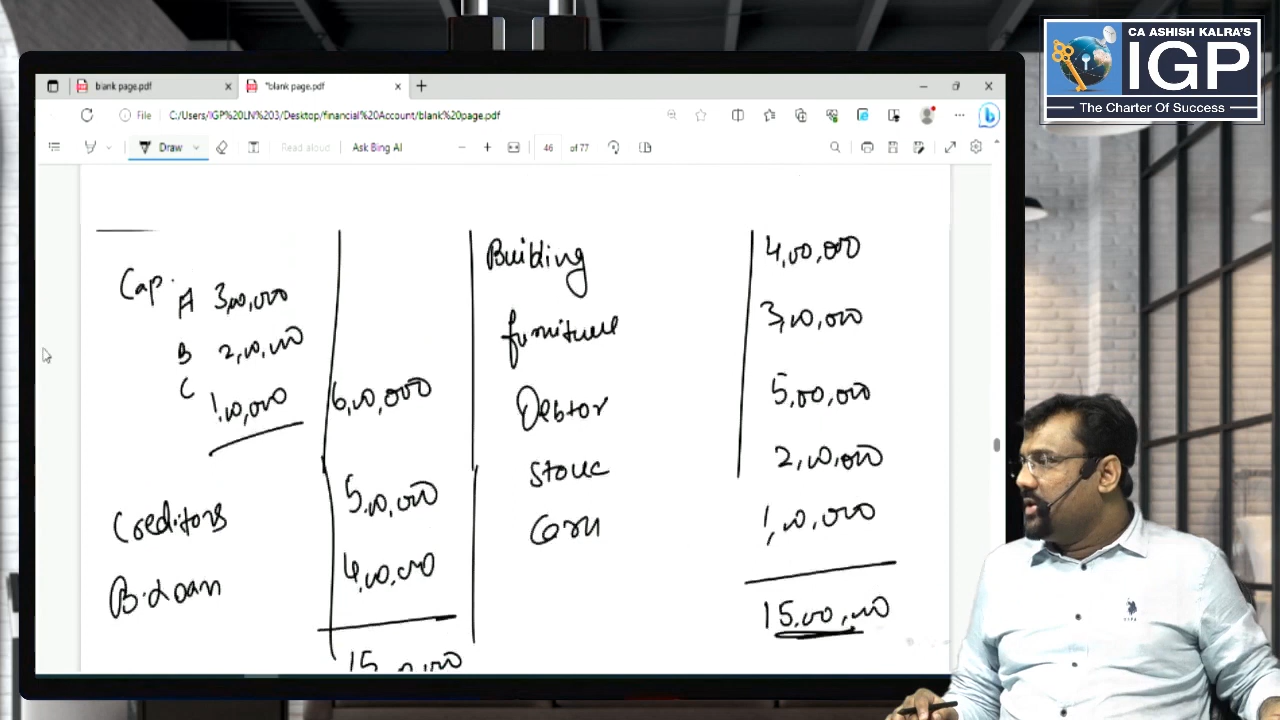 CA ASHISH KALRA'S
IGP
The Charter Of Success
blank page.pdf
*blank page.pdf
File
C:/Users/IGP%20LN%203/Desktop/financial%20Account/blank%20page.pdf
Draw
Read aloud
Ask Bing AI
46 of 77
Cap.
A 3,00,000
B 2,00,000
C 1,00,000
6,00,000
Creditors 5,00,000
B.Loan 4,00,000
Building 4,00,000
furniture 3,00,000
Debtor 5,00,000
Stock 2,00,000
Cash 1,00,000
15,00,000